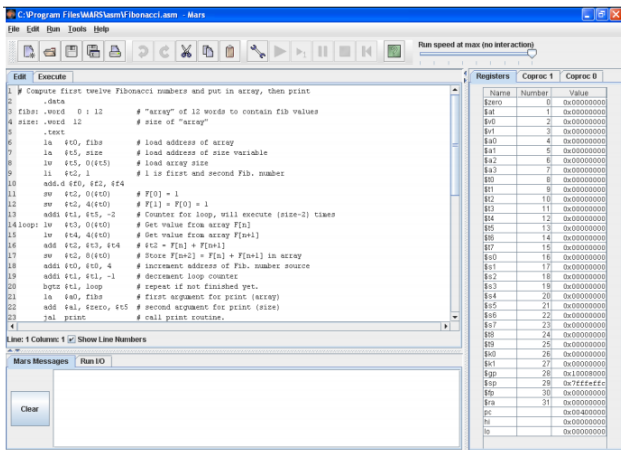 C:\Program Files\MARS\asm\Fibonacci.asm - Mars
File Edit Run Tools Help
Run speed at max (no interaction)
Edit Execute
1 # Compute first twelve Fibonacci numbers and put in array, then print
2 .data
3 fibs: .word 0 : 12 # "array" of 12 words to contain fib values
4 size: .word 12 # size of "array"
5 .text
6 la $t0, fibs # load address of array
7 la $t5, size # load address of size variable
8 lw $t5, 0($t5) # load array size
9 li $t2, 1 # 1 is first and second Fib. number
10 add.d $f0, $f2, $f4
11 sw $t2, 0($t0) # F[0] = 1
12 sw $t2, 4($t0) # F[1] = F[0] = 1
13 addi $t1, $t5, -2 # Counter for loop, will execute (size-2) times
14 loop: lw $t3, 0($t0) # Get value from array F[n]
15 lw $t4, 4($t0) # Get value from array F[n+1]
16 add $t2, $t3, $t4 # $t2 = F[n] + F[n+1]
17 sw $t2, 8($t0) # Store F[n+2] = F[n] + F[n+1] in array
18 addi $t0, $t0, 4 # increment address of Fib. number source
19 addi $t1, $t1, -1 # decrement loop counter
20 bgtz $t1, loop # repeat if not finished yet.
21 la $a0, fibs # first argument for print (array)
22 add $a1, $zero, $t5 # second argument for print (size)
23 jal print # call print routine.
Line: 1 Column: 1 Show Line Numbers
Mars Messages Run I/O
Clear
Registers Coproc 1 Coproc 0
Name Number Value
$zero 0 0x00000000
$at 1 0x00000000
$v0 2 0x00000000
$v1 3 0x00000000
$a0 4 0x00000000
$a1 5 0x00000000
$a2 6 0x00000000
$a3 7 0x00000000
$t0 8 0x00000000
$t1 9 0x00000000
$t2 10 0x00000000
$t3 11 0x00000000
$t4 12 0x00000000
$t5 13 0x00000000
$t6 14 0x00000000
$t7 15 0x00000000
$s0 16 0x00000000
$s1 17 0x00000000
$s2 18 0x00000000
$s3 19 0x00000000
$s4 20 0x00000000
$s5 21 0x00000000
$s6 22 0x00000000
$s7 23 0x00000000
$t8 24 0x00000000
$t9 25 0x00000000
$k0 26 0x00000000
$k1 27 0x00000000
$gp 28 0x10008000
$sp 29 0x7fffeffc
$fp 30 0x00000000
$ra 31 0x00000000
pc 0x00400000
hi 0x00000000
lo 0x00000000